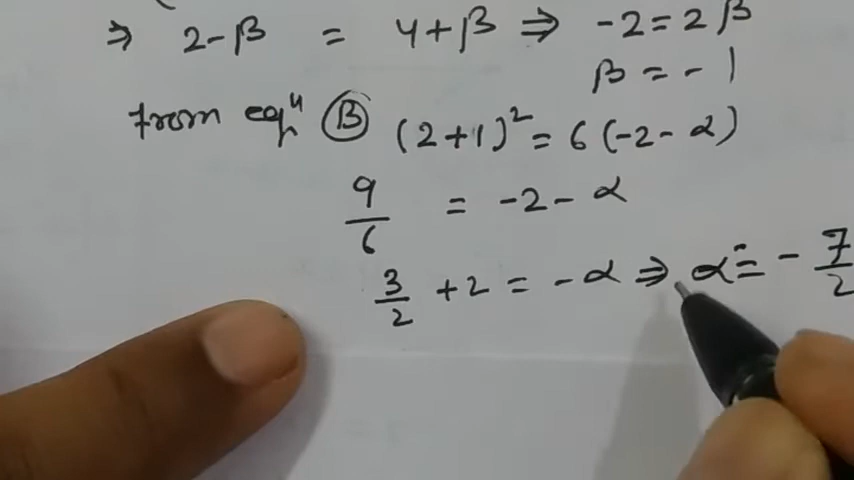 ⇒ 2-β = 4+β ⇒ -2 = 2β
β = -1
from eqⁿ Ⓑ (2+1)² = 6(-2-α)
9/6 = -2-α
3/2 + 2 = -α ⇒ α = -7/2